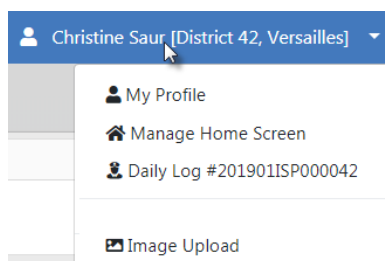 Christine Saur [District 42, Versailles]
My Profile
Manage Home Screen
Daily Log #201901ISP000042
Image Upload